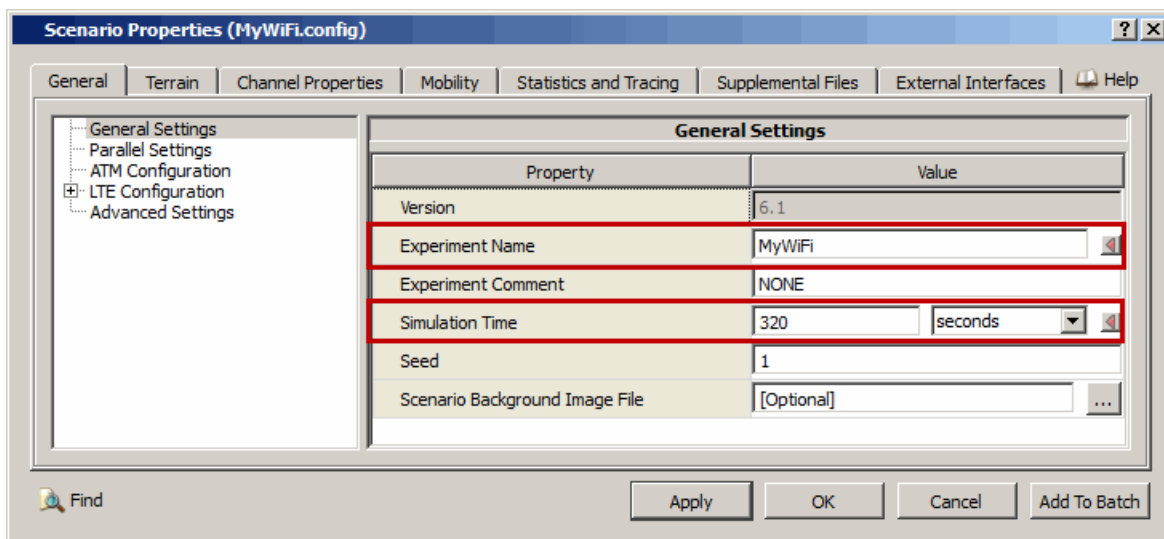 Scenario Properties (MyWiFi.config)
General Terrain Channel Properties Mobility Statistics and Tracing Supplemental Files External Interfaces Help
General Settings
Parallel Settings
ATM Configuration
LTE Configuration
Advanced Settings
General Settings
Property Value
Version 6.1
Experiment Name MyWiFi
Experiment Comment NONE
Simulation Time 320 seconds
Seed 1
Scenario Background Image File [Optional] ...
Find Apply OK Cancel Add To Batch